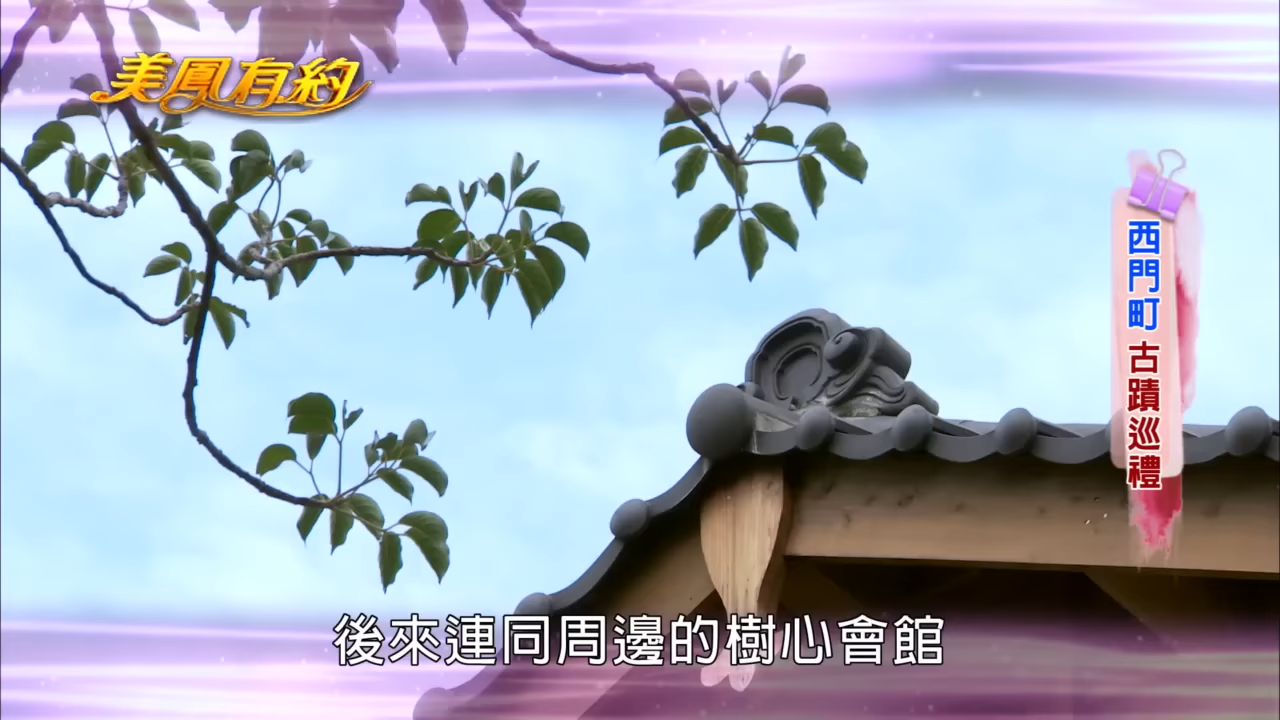 美鳳有約
西門町 古蹟巡禮
後來連同周邊的樹心會館